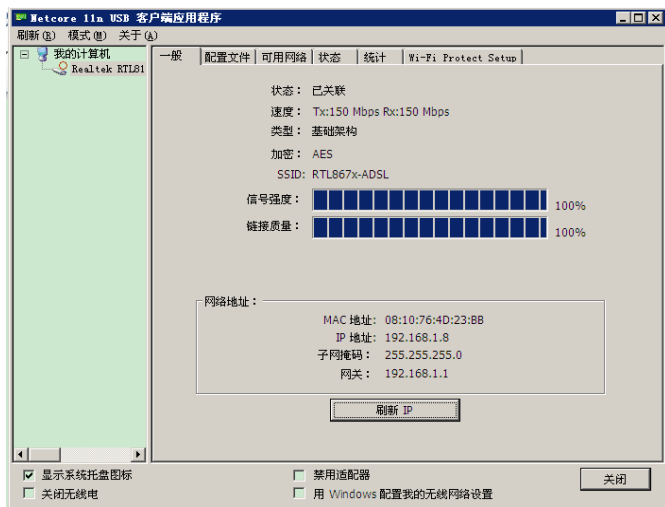 Netcore 11n USB 客户端应用程序
刷新(R) 模式(M) 关于(A)
我的计算机
Realtek RTL81
一般 配置文件 可用网络 状态 统计 Wi-Fi Protect Setup
状态： 已关联
速度： Tx:150 Mbps Rx:150 Mbps
类型： 基础架构
加密： AES
SSID: RTL867x-ADSL
信号强度： 100%
链接质量： 100%
网络地址：
MAC 地址: 08:10:76:4D:23:BB
IP 地址: 192.168.1.8
子网掩码： 255.255.255.0
网关： 192.168.1.1
刷新 IP
显示系统托盘图标 禁用适配器 关闭
关闭无线电 用 Windows 配置我的无线网络设置